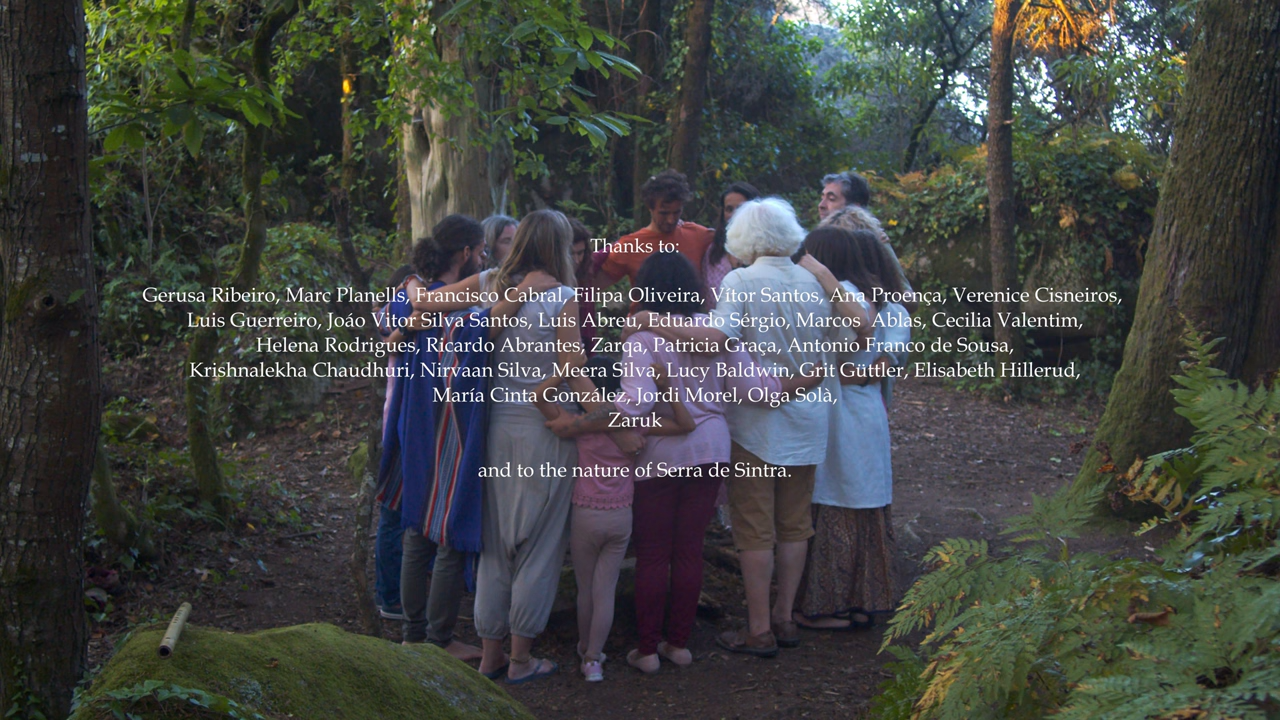 Thanks to:
Gerusa Ribeiro, Marc Planells, Francisco Cabral, Filipa Oliveira, Vítor Santos, Ana Proença, Verenice Cisneiros,
Luis Guerreiro, Joáo Vitor Silva Santos, Luis Abreu, Eduardo Sérgio, Marcos  Ablas, Cecilia Valentim,
Helena Rodrigues, Ricardo Abrantes, Zarqa, Patricia Graça, Antonio Franco de Sousa,
Krishnalekha Chaudhuri, Nirvaan Silva, Meera Silva, Lucy Baldwin, Grit Güttler, Elisabeth Hillerud,
María Cinta González, Jordi Morel, Olga Solà,
Zaruk
and to the nature of Serra de Sintra.